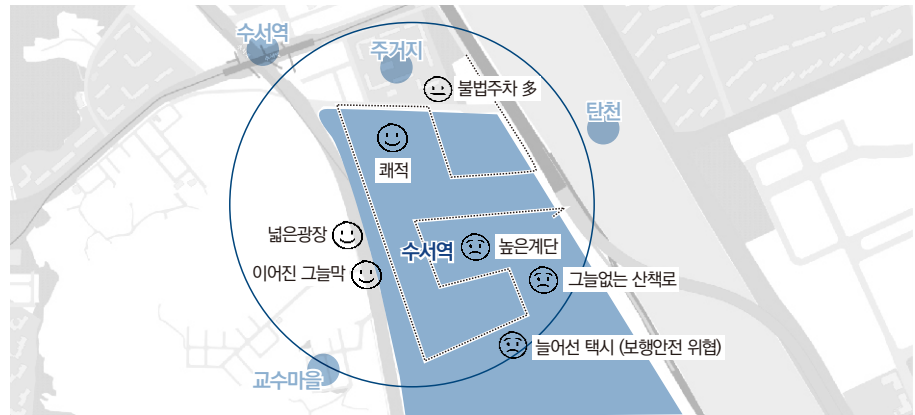 수서역
주거지
불법주차 多
탄천
쾌적
넓은광장
수서역
높은계단
이어진 그늘막
그늘없는 산책로
늘어선 택시 (보행안전 위협)
교수마을